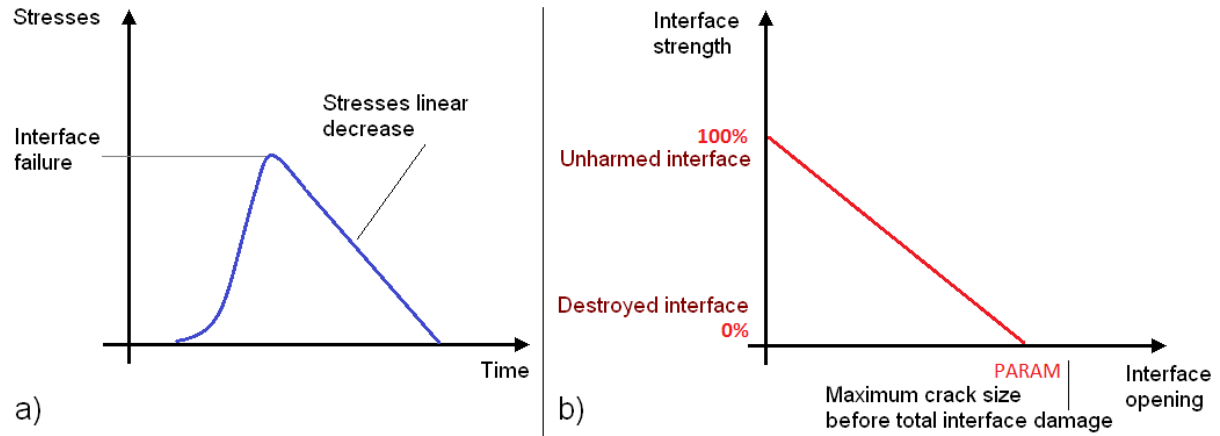 Stresses
Interface
failure
Stresses linear
decrease
Time
a)
Interface
strength
100%
Unharmed interface
Destroyed interface
0%
PARAM
Maximum crack size
before total interface damage
Interface
opening
b)